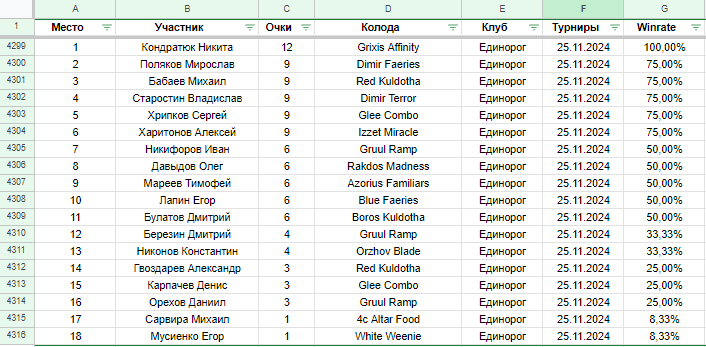 A B C D E F G
1 Место Участник Очки Колода Клуб Турниры Winrate
4299 1 Кондратюк Никита 12 Grixis Affinity Единорог 25.11.2024 100,00%
4300 2 Поляков Мирослав 9 Dimir Faeries Единорог 25.11.2024 75,00%
4301 3 Бабаев Михаил 9 Red Kuldotha Единорог 25.11.2024 75,00%
4302 4 Старостин Владислав 9 Dimir Terror Единорог 25.11.2024 75,00%
4303 5 Хрипков Сергей 9 Glee Combo Единорог 25.11.2024 75,00%
4304 6 Харитонов Алексей 9 Izzet Miracle Единорог 25.11.2024 75,00%
4305 7 Никифоров Иван 6 Gruul Ramp Единорог 25.11.2024 50,00%
4306 8 Давыдов Олег 6 Rakdos Madness Единорог 25.11.2024 50,00%
4307 9 Мареев Тимофей 6 Azorius Familiars Единорог 25.11.2024 50,00%
4308 10 Лапин Егор 6 Blue Faeries Единорог 25.11.2024 50,00%
4309 11 Булатов Дмитрий 6 Boros Kuldotha Единорог 25.11.2024 50,00%
4310 12 Березин Дмитрий 4 Gruul Ramp Единорог 25.11.2024 33,33%
4311 13 Никонов Константин 4 Orzhov Blade Единорог 25.11.2024 33,33%
4312 14 Гвоздарев Александр 3 Red Kuldotha Единорог 25.11.2024 25,00%
4313 15 Карпачев Денис 3 Glee Combo Единорог 25.11.2024 25,00%
4314 16 Орехов Даниил 3 Gruul Ramp Единорог 25.11.2024 25,00%
4315 17 Сарвира Михаил 1 4c Altar Food Единорог 25.11.2024 8,33%
4316 18 Мусиенко Егор 1 White Weenie Единорог 25.11.2024 8,33%